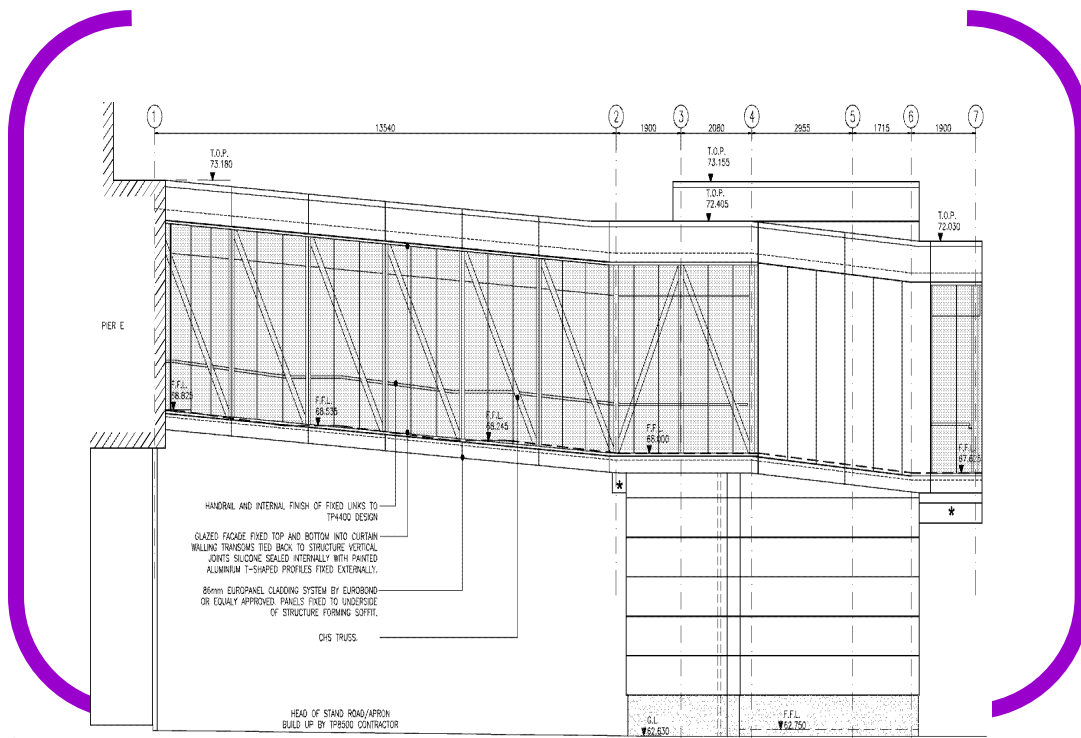 1 2 3 4 5 6 7
13540 1900 2080 2955 1715 1900
T.O.P.
73.180
T.O.P.
73.155
T.O.P.
72.405
T.O.P.
72.030
PIER E
F.F.L.
68.825
F.F.L.
68.535
F.F.L.
68.245
F.F.L.
68.000
F.F.L.
67.625
* *
HANDRAIL AND INTERNAL FINISH OF FIXED LINKS TO
TP4400 DESIGN
GLAZED FACADE FIXED TOP AND BOTTOM INTO CURTAIN
WALLING TRANSOMS TIED BACK TO STRUCTURE VERTICAL
JOINTS SILICONE SEALED INTERNALLY WITH PAINTED
ALUMINIUM T-SHAPED PROFILES FIXED EXTERNALLY.
86mm EUROPANEL CLADDING SYSTEM BY EUROBOND
OR EQUALY APPROVED. PANELS FIXED TO UNDERSIDE
OF STRUCTURE FORMING SOFFIT.
CHS TRUSS.
HEAD OF STAND ROAD/APRON
BUILD UP BY TP8500 CONTRACTOR
G.L.
62.630
F.F.L.
62.750